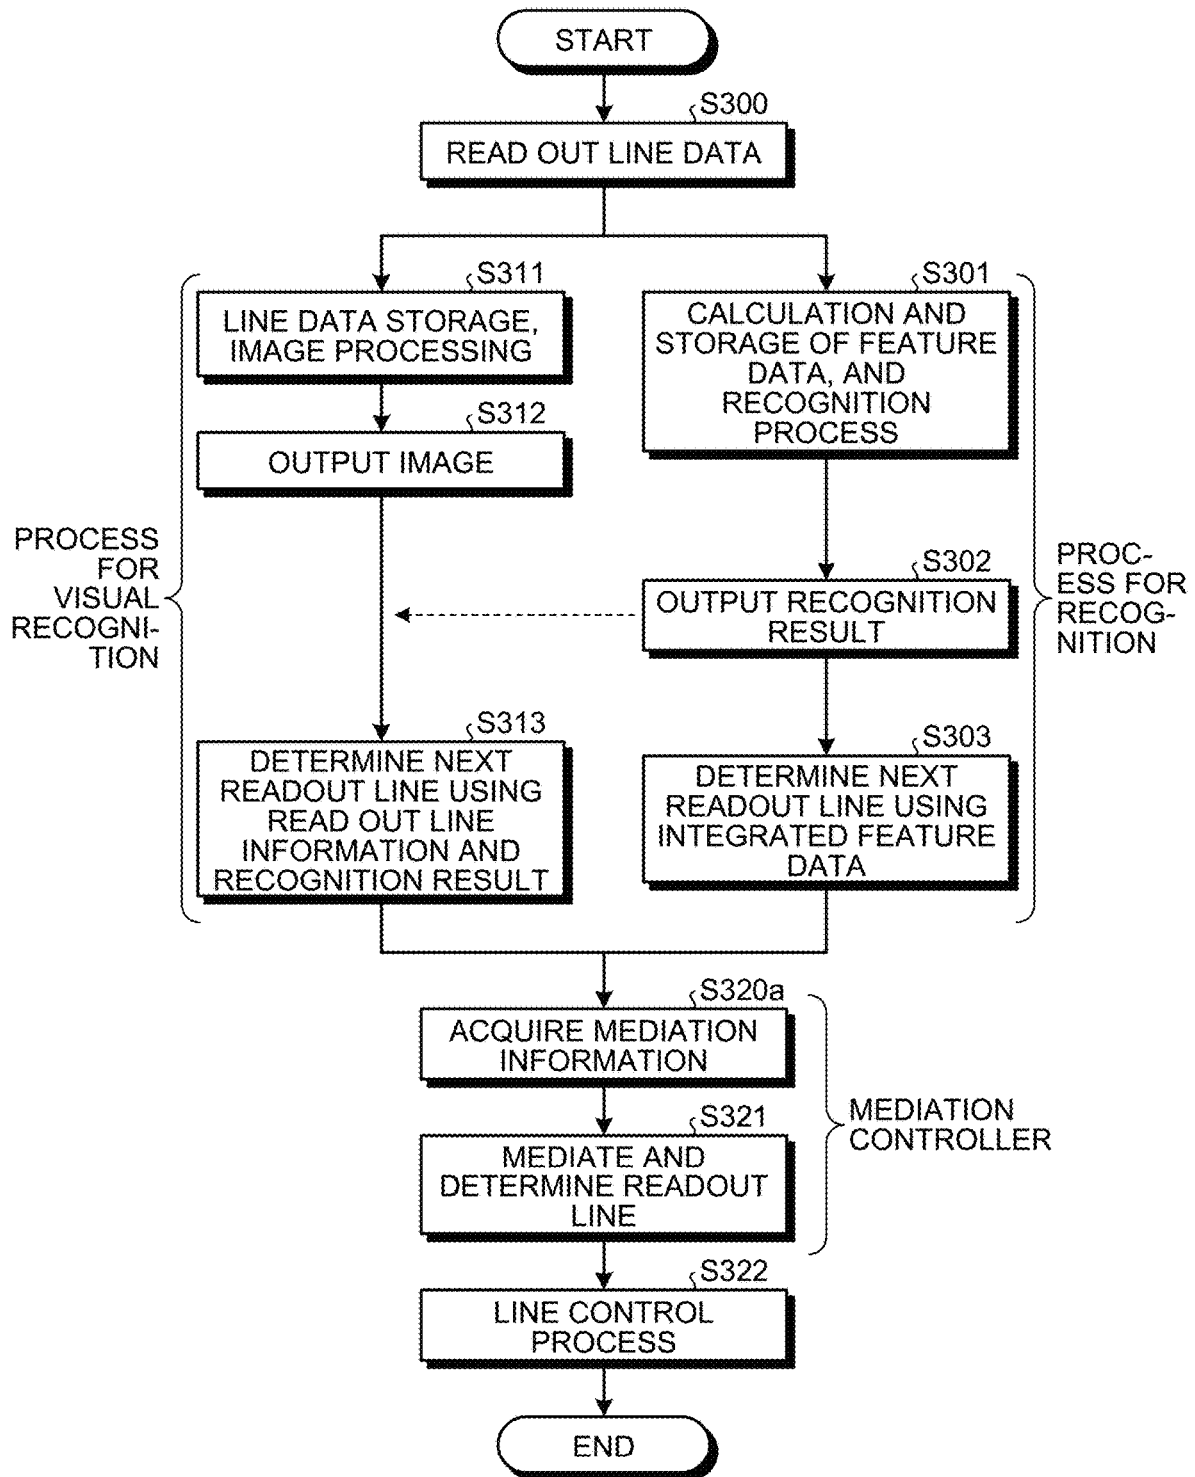 START
S300
READ OUT LINE DATA
S311
LINE DATA STORAGE,
IMAGE PROCESSING
S312
OUTPUT IMAGE
S301
CALCULATION AND
STORAGE OF FEATURE
DATA, AND
RECOGNITION
PROCESS
PROCESS
FOR
VISUAL
RECOGNI-
TION
S302
OUTPUT RECOGNITION
RESULT
PROC-
ESS FOR
RECOG-
NITION
S313
DETERMINE NEXT
READOUT LINE USING
READ OUT LINE
INFORMATION AND
RECOGNITION RESULT
S303
DETERMINE NEXT
READOUT LINE USING
INTEGRATED FEATURE
DATA
S320a
ACQUIRE MEDIATION
INFORMATION
S321
MEDIATE AND
DETERMINE READOUT
LINE
MEDIATION
CONTROLLER
S322
LINE CONTROL
PROCESS
END